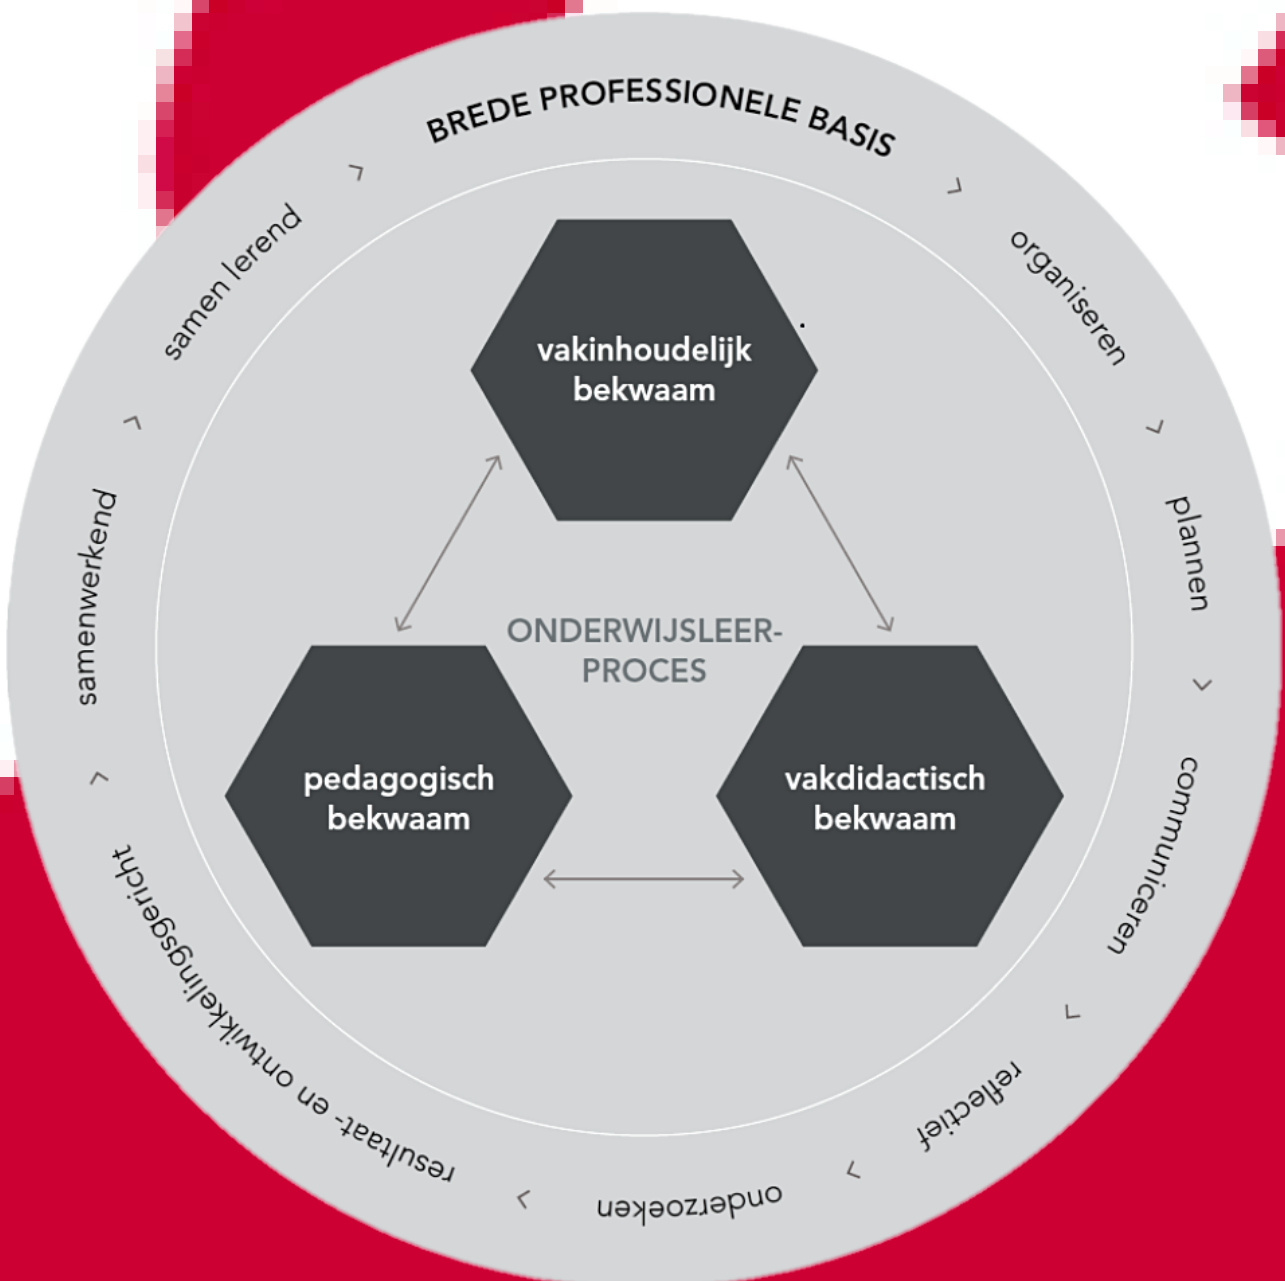 BREDE PROFESSIONELE BASIS
organiseren
plannen
communiceren
reflectief
onderzoeken
resultaat- en ontwikkelingsgericht
samenwerkend
samen lerend
vakinhoudelijk
bekwaam
ONDERWIJSLEER-
PROCES
pedagogisch
bekwaam
vakdidactisch
bekwaam